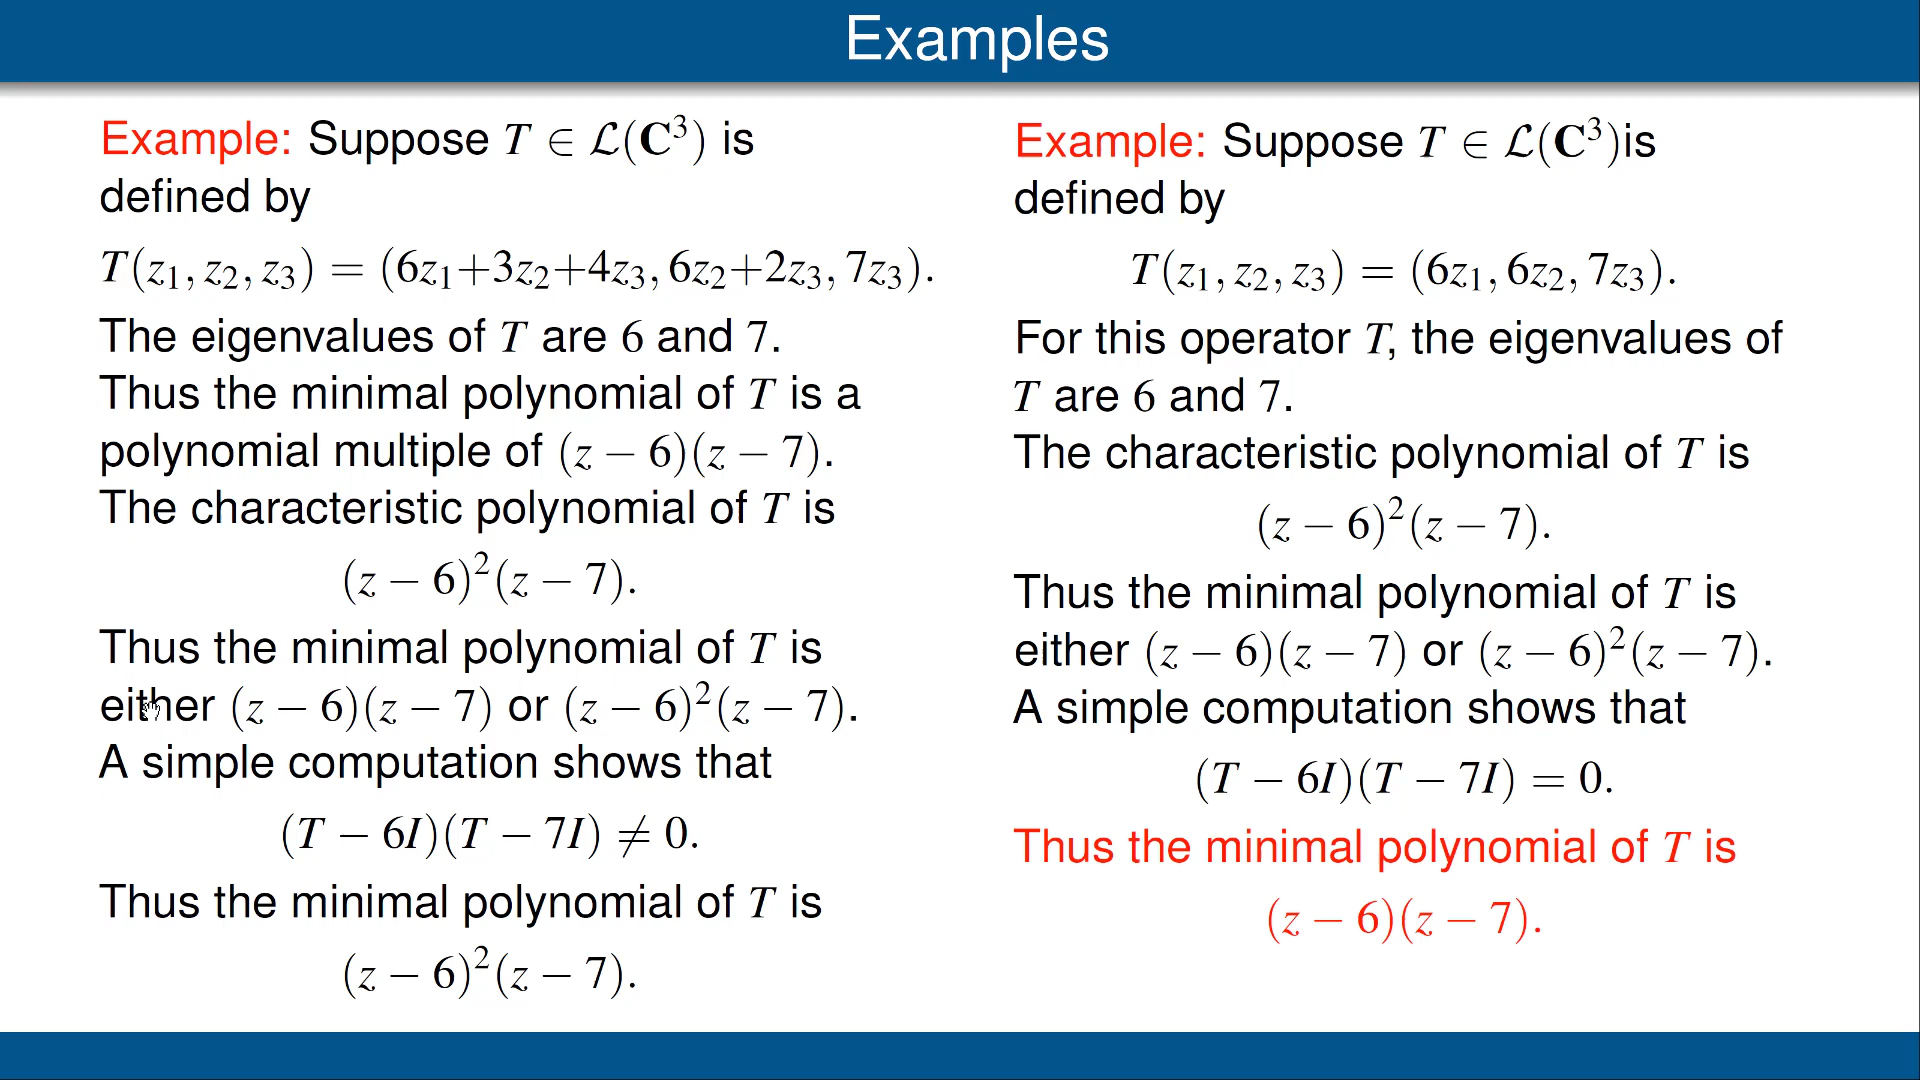 Examples
Example: Suppose T ∈ ℒ(C³) is
defined by
T(z₁, z₂, z₃) = (6z₁+3z₂+4z₃, 6z₂+2z₃, 7z₃).
The eigenvalues of T are 6 and 7.
Thus the minimal polynomial of T is a
polynomial multiple of (z − 6)(z − 7).
The characteristic polynomial of T is
(z − 6)²(z − 7).
Thus the minimal polynomial of T is
either (z − 6)(z − 7) or (z − 6)²(z − 7).
A simple computation shows that
(T − 6I)(T − 7I) ≠ 0.
Thus the minimal polynomial of T is
(z − 6)²(z − 7).
Example: Suppose T ∈ ℒ(C³)is
defined by
T(z₁, z₂, z₃) = (6z₁, 6z₂, 7z₃).
For this operator T, the eigenvalues of
T are 6 and 7.
The characteristic polynomial of T is
(z − 6)²(z − 7).
Thus the minimal polynomial of T is
either (z − 6)(z − 7) or (z − 6)²(z − 7).
A simple computation shows that
(T − 6I)(T − 7I) = 0.
Thus the minimal polynomial of T is
(z − 6)(z − 7).